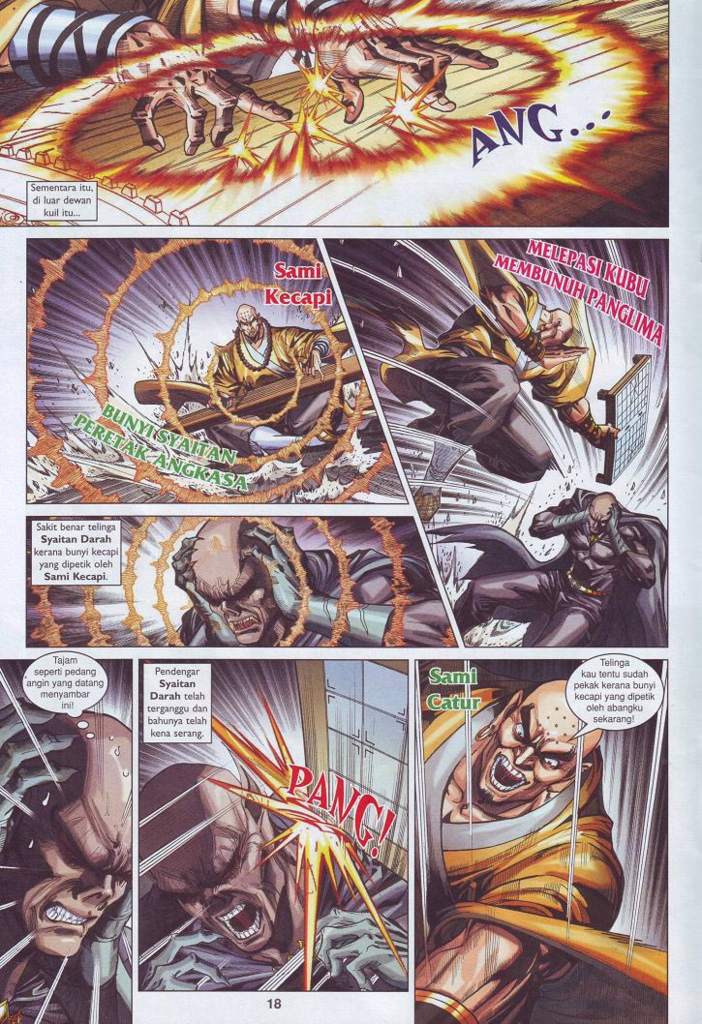 ANG...
Sementara itu,
di luar dewan
kuil itu...
Sami
Kecapi
BUNYI SYAITAN
PERETAK ANGKASA
MELEPASI KUBU
MEMBUNUH PANGLIMA
Sakit benar telinga
Syaitan Darah
kerana bunyi kecapi
yang dipetik oleh
Sami Kecapi.
Tajam
seperti pedang
angin yang datang
menyambar
ini!
Pendengar
Syaitan
Darah telah
terganggu dan
bahunya telah
kena serang.
PANG!
Sami
Catur
Telinga
kau tentu sudah
pekak kerana bunyi
kecapi yang dipetik
oleh abangku
sekarang!
18